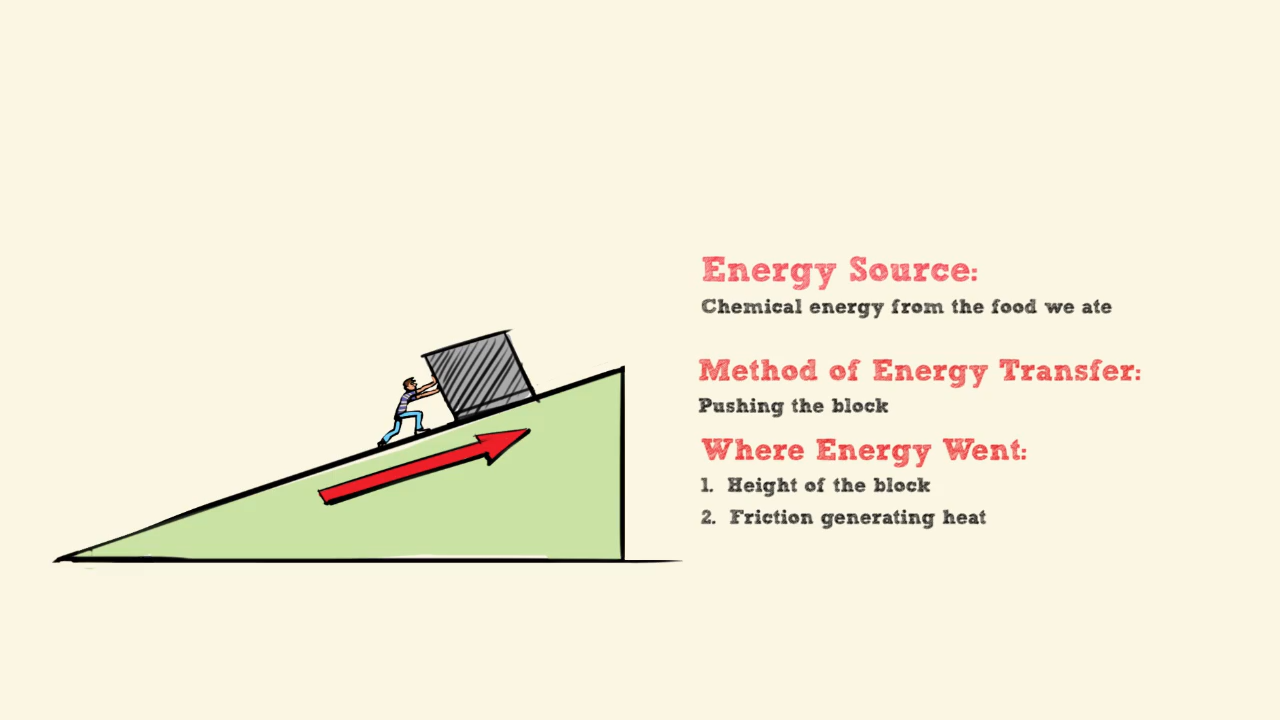 Energy Source:
Chemical energy from the food we ate
Method of Energy Transfer:
Pushing the block
Where Energy Went:
1. Height of the block
2. Friction generating heat